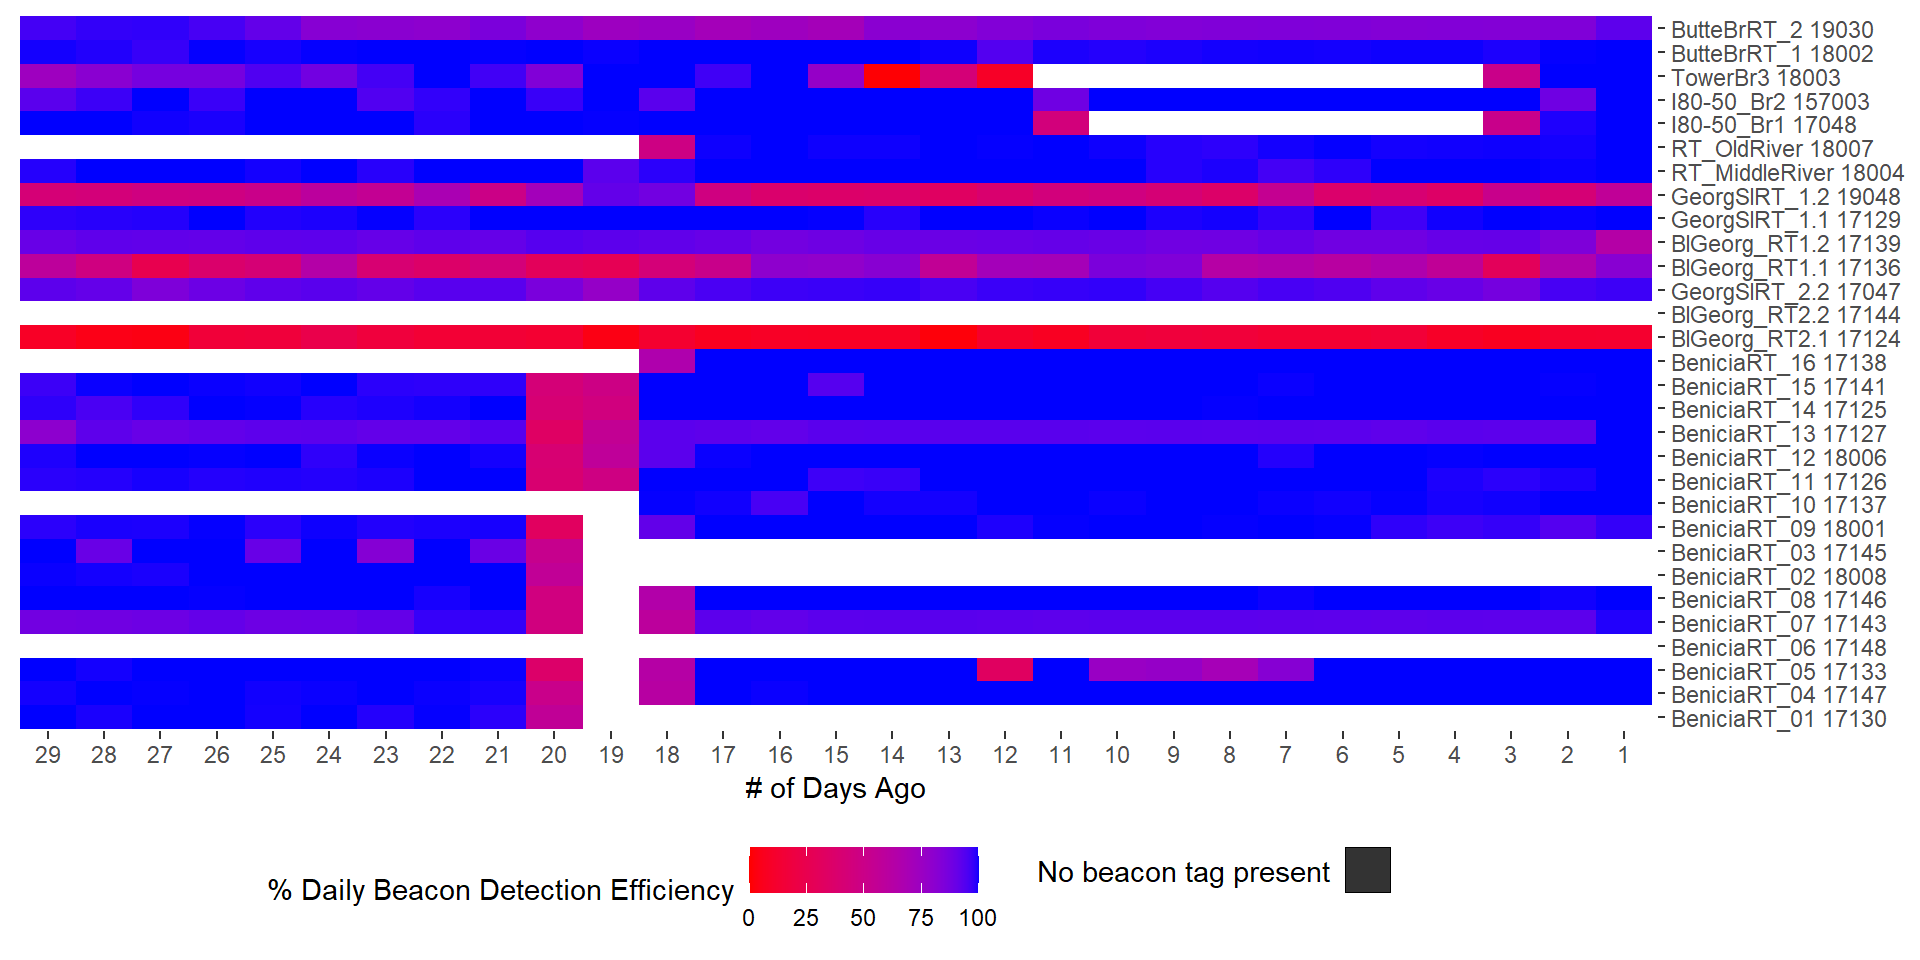 ButteBrRT_2 19030
ButteBrRT_1 18002
TowerBr3 18003
I80-50_Br2 157003
I80-50_Br1 17048
RT_OldRiver 18007
RT_MiddleRiver 18004
GeorgSlRT_1.2 19048
GeorgSlRT_1.1 17129
BlGeorg_RT1.2 17139
BlGeorg_RT1.1 17136
GeorgSlRT_2.2 17047
BlGeorg_RT2.2 17144
BlGeorg_RT2.1 17124
BeniciaRT_16 17138
BeniciaRT_15 17141
BeniciaRT_14 17125
BeniciaRT_13 17127
BeniciaRT_12 18006
BeniciaRT_11 17126
BeniciaRT_10 17137
BeniciaRT_09 18001
BeniciaRT_03 17145
BeniciaRT_02 18008
BeniciaRT_08 17146
BeniciaRT_07 17143
BeniciaRT_06 17148
BeniciaRT_05 17133
BeniciaRT_04 17147
BeniciaRT_01 17130
29 28 27 26 25 24 23 22 21 20 19 18 17 16 15 14 13 12 11 10 9 8 7 6 5 4 3 2 1
# of Days Ago
% Daily Beacon Detection Efficiency
0 25 50 75 100
No beacon tag present